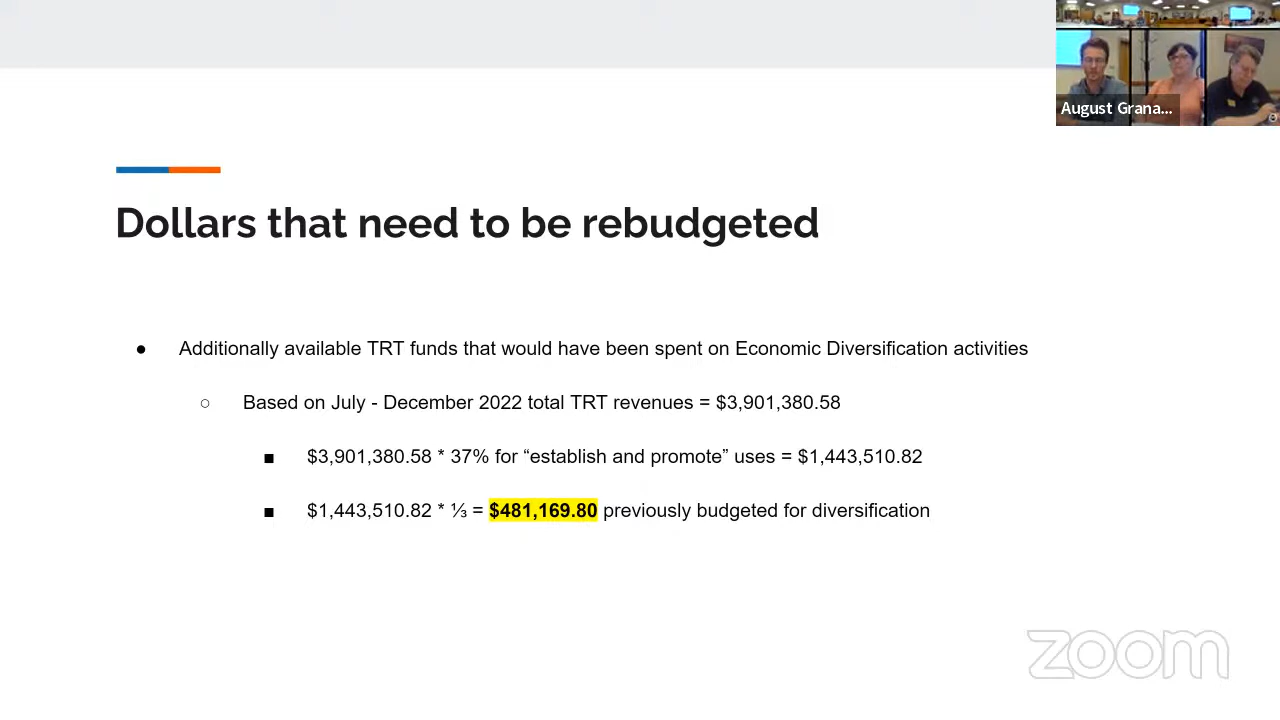 August Grana...
Dollars that need to be rebudgeted
● Additionally available TRT funds that would have been spent on Economic Diversification activities
○ Based on July - December 2022 total TRT revenues = $3,901,380.58
■ $3,901,380.58 * 37% for “establish and promote” uses = $1,443,510.82
■ $1,443,510.82 * ⅓ = $481,169.80 previously budgeted for diversification
zoom